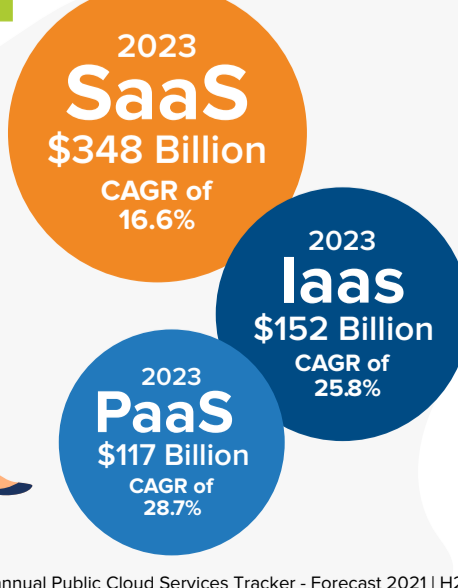 2023
SaaS
$348 Billion
CAGR of
16.6%
2023
Iaas
$152 Billion
CAGR of
25.8%
2023
PaaS
$117 Billion
CAGR of
28.7%
annual Public Cloud Services Tracker - Forecast 2021 | H2